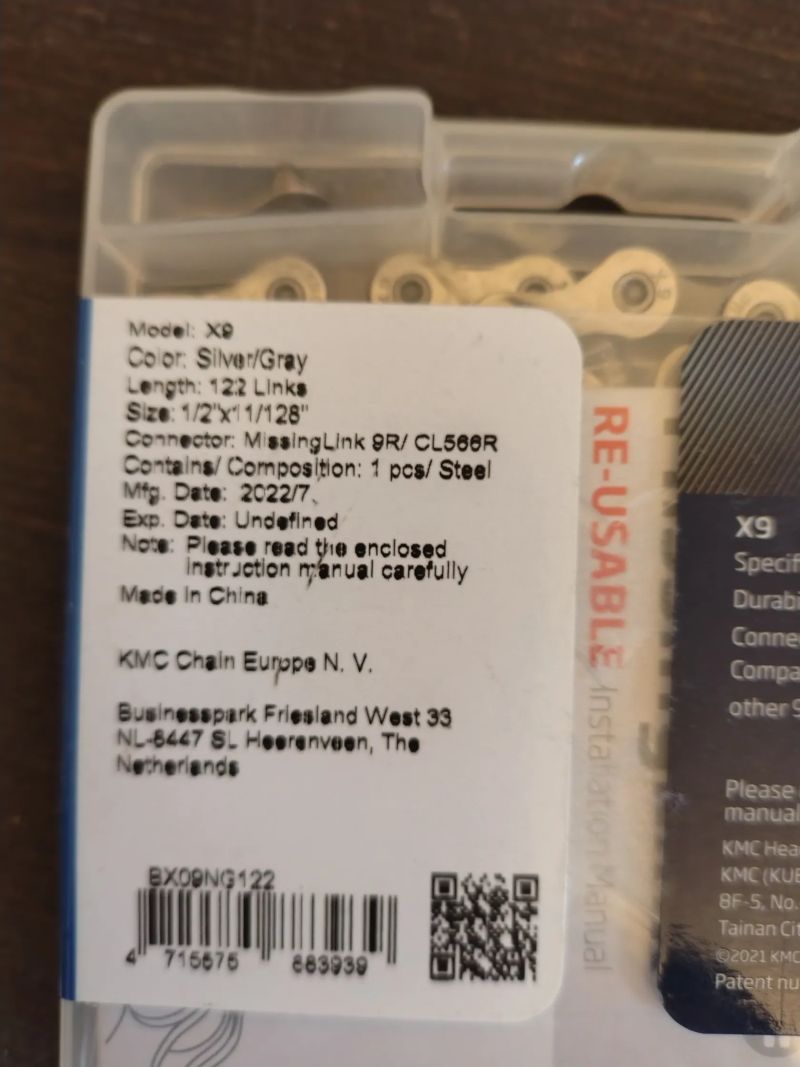 Model: X9
Color: Silver/Gray
Length: 122 Links
Size: 1/2"x11/128"
Connector: MissingLink 9R/ CL566R
Contains/ Composition: 1 pcs/ Steel
Mfg. Date: 2022/7
Exp. Date: Undefined
Note: Please read the enclosed
instruction manual carefully
Made in China
KMC Chain Europe N. V.
Businesspark Friesland West 33
NL-8447 SL Heerenveen, The
Netherlands
BX09NG122
4 715575 883939
RE-USABLE Installation Manual
X9
Specif
Durabi
Conne
Compa
other 9
Please
manual
KMC Hea
KMC (KUE
8F-5, No.
Tainan Cit
©2021 KMC
Patent nu